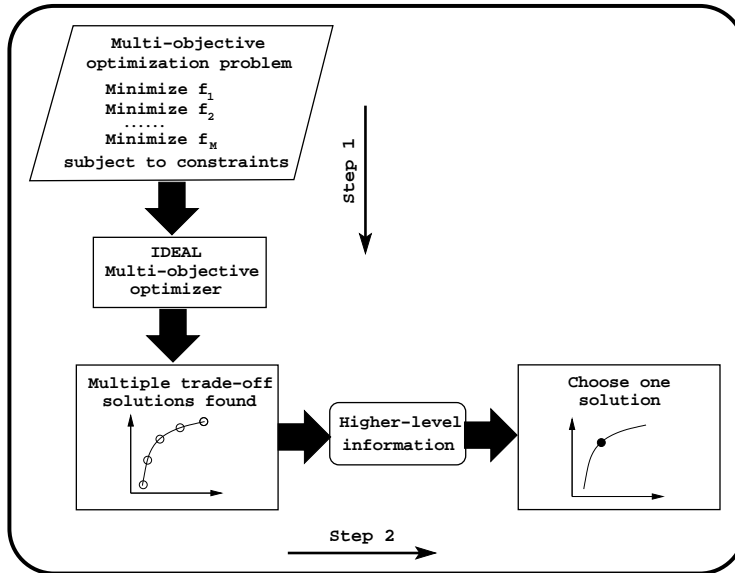 Multi-objective
optimization problem
Minimize f1
Minimize f2
......
Minimize fM
subject to constraints
Step 1
IDEAL
Multi-objective
optimizer
Multiple trade-off
solutions found
Higher-level
information
Choose one
solution
Step 2